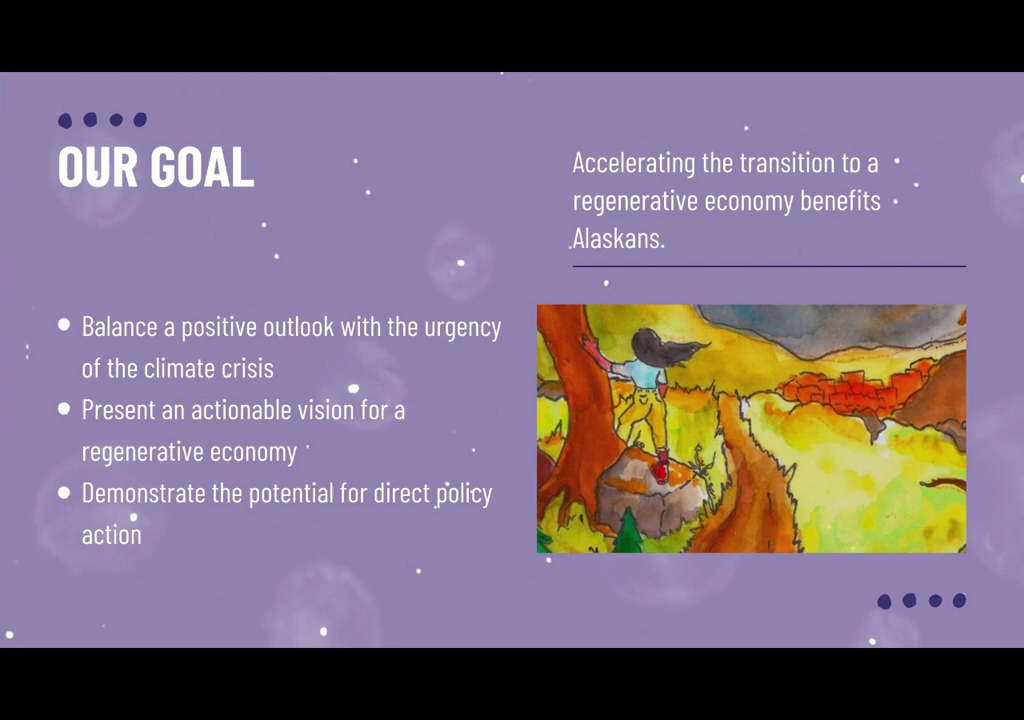 OUR GOAL
Accelerating the transition to a
regenerative economy benefits
Alaskans.
Balance a positive outlook with the urgency
of the climate crisis
Present an actionable vision for a
regenerative economy
Demonstrate the potential for direct policy
action